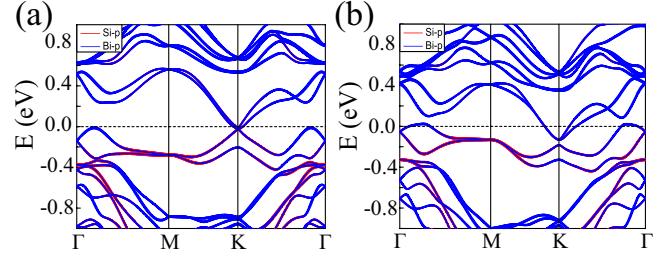 (a)
(b)
Si-p
Bi-p
Si-p
Bi-p
E (eV)
0.8
0.4
0.0
-0.4
-0.8
Γ M K Γ
E (eV)
0.8
0.4
0.0
-0.4
-0.8
Γ M K Γ